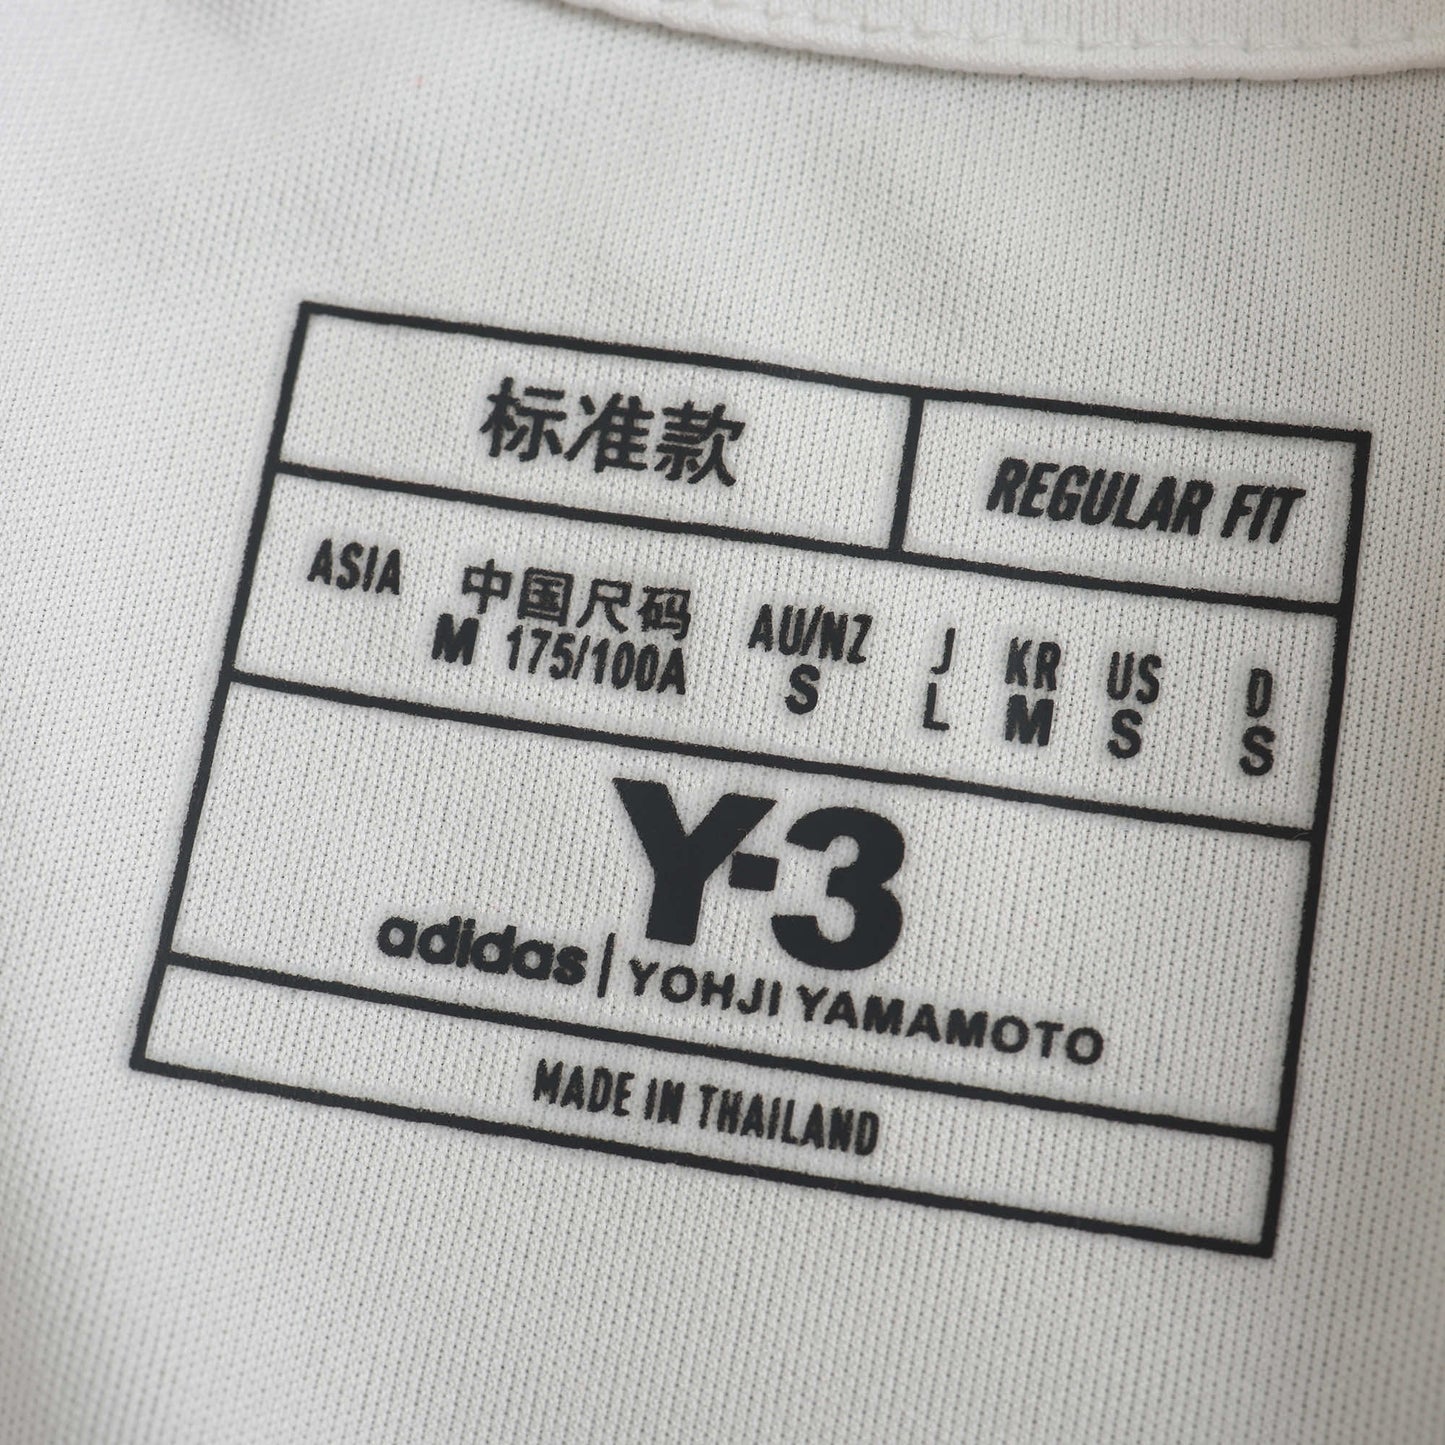 标准款 REGULAR FIT
ASIA 中国尺码 AU/NZ J KR US D
M 175/100A S L M S S
Y-3
adidas | YOHJI YAMAMOTO
MADE IN THAILAND